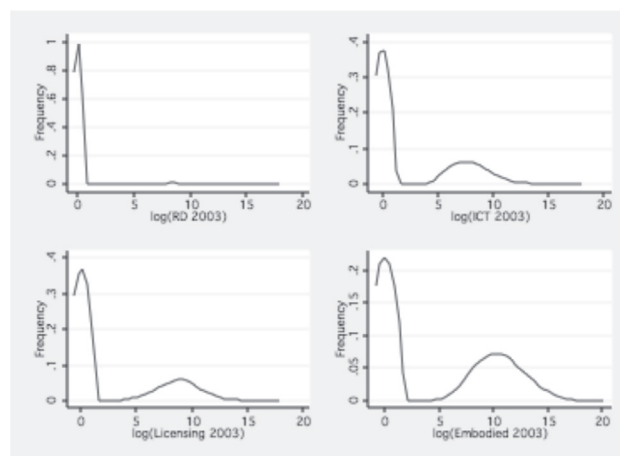 1
.8
.6
.4
.2
0
Frequency
0 5 10 15 20
log(RD 2003)
.4
.3
.2
.1
0
Frequency
0 5 10 15 20
log(ICT 2003)
.4
.3
.2
.1
0
Frequency
0 5 10 15 20
log(Licensing 2003)
.2
.15
.1
.05
0
Frequency
0 5 10 15 20
log(Embodied 2003)